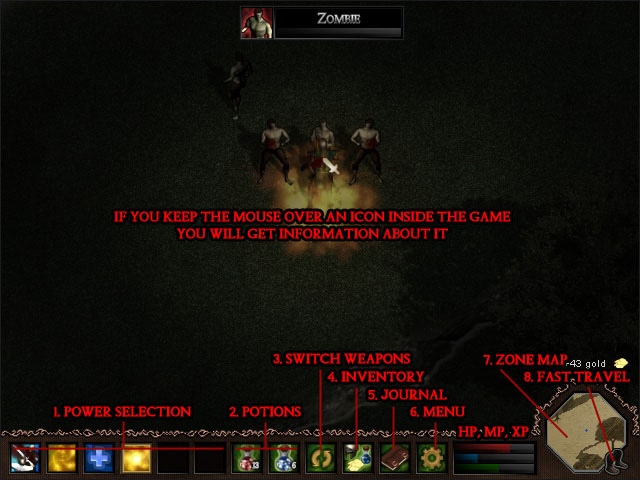 ZOMBIE
IF YOU KEEP THE MOUSE OVER AN ICON INSIDE THE GAME
YOU WILL GET INFORMATION ABOUT IT
3. SWITCH WEAPONS
7. ZONE MAP
-43 gold
4. INVENTORY
8. FAST TRAVEL
5. JOURNAL
1. POWER SELECTION
2. POTIONS
6. MENU
HP, MP, XP
13
6